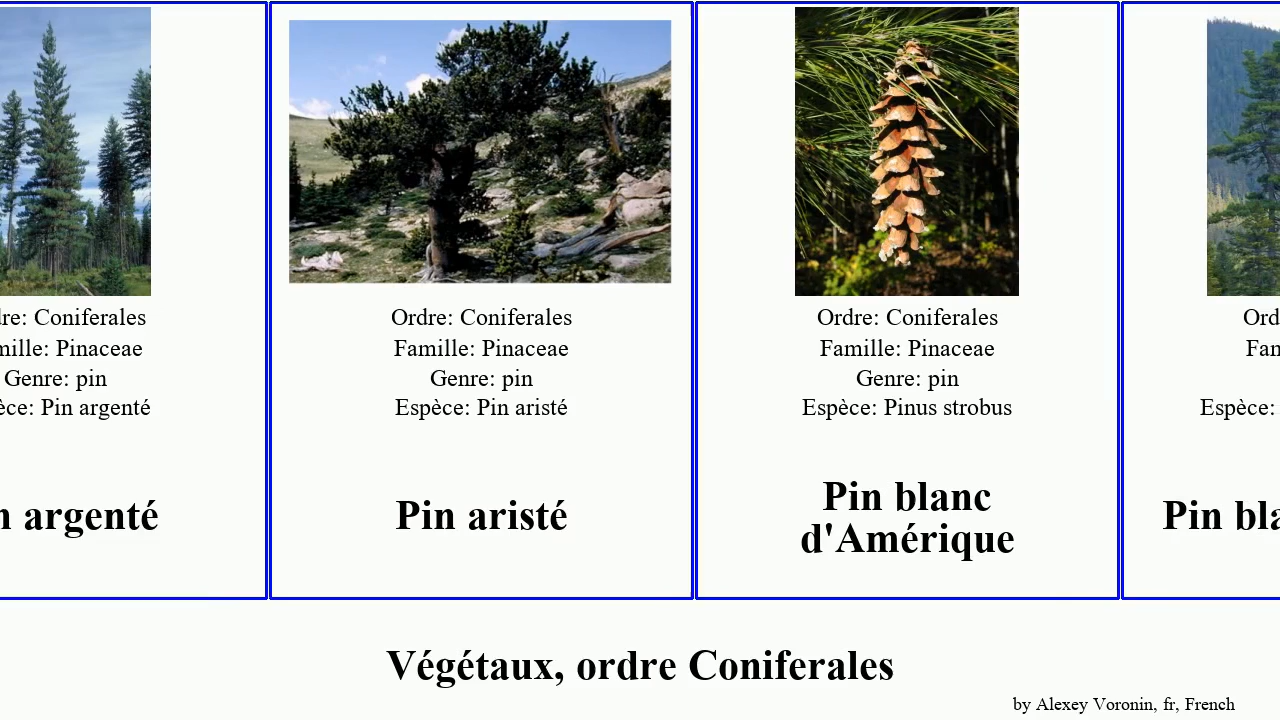 dre: Coniferales
mille: Pinaceae
Genre: pin
èce: Pin argenté
n argenté
Ordre: Coniferales
Famille: Pinaceae
Genre: pin
Espèce: Pin aristé
Pin aristé
Ordre: Coniferales
Famille: Pinaceae
Genre: pin
Espèce: Pinus strobus
Pin blanc
d'Amérique
Ord
Fan
Espèce:
Pin bla
Végétaux, ordre Coniferales
by Alexey Voronin, fr, French